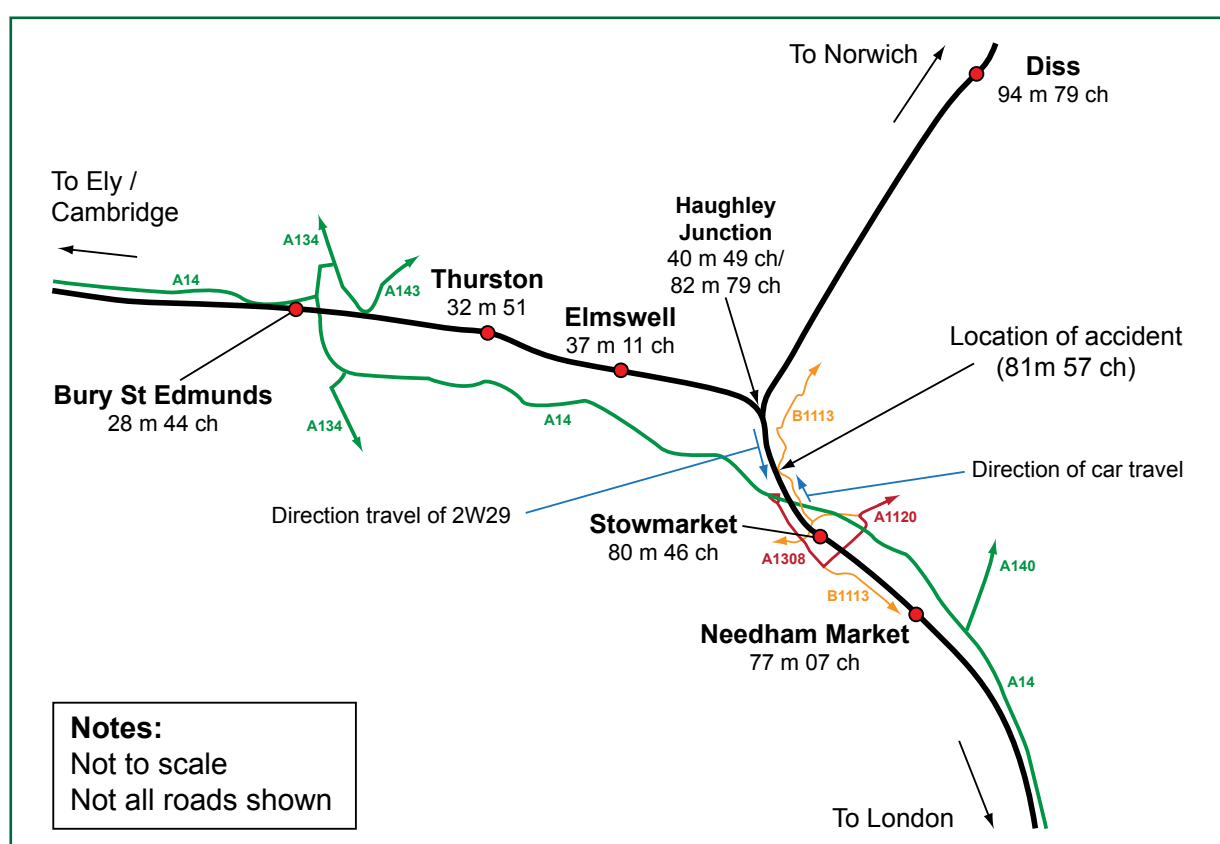 To Norwich
Diss
94 m 79 ch
To Ely /
Cambridge
Haughley
Junction
40 m 49 ch/
82 m 79 ch
A134
A14
A143
Thurston
32 m 51
Elmswell
37 m 11 ch
Location of accident
(81m 57 ch)
Bury St Edmunds
28 m 44 ch
A134
A14
B1113
Direction of car travel
Direction travel of 2W29
Stowmarket
80 m 46 ch
A1120
A1308
B1113
A140
Needham Market
77 m 07 ch
A14
Notes:
Not to scale
Not all roads shown
To London